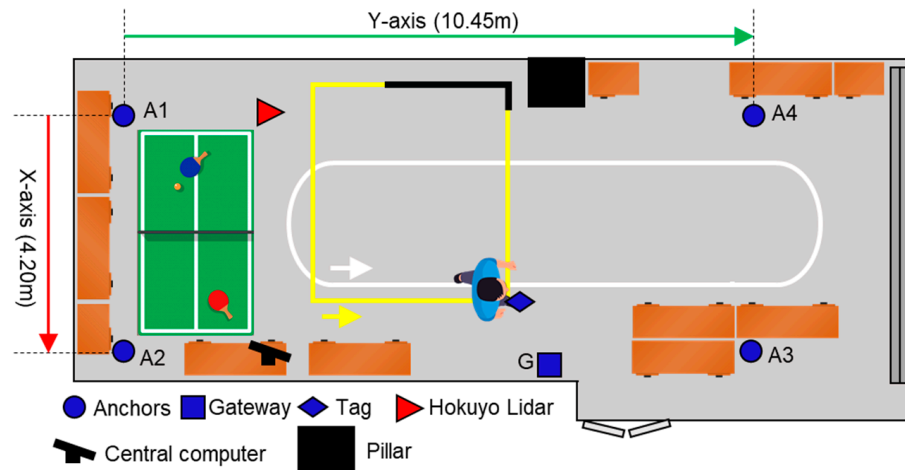 Y-axis (10.45m)
A1
A4
X-axis (4.20m)
A2
G
A3
Anchors
Gateway
Tag
Hokuyo Lidar
Central computer
Pillar